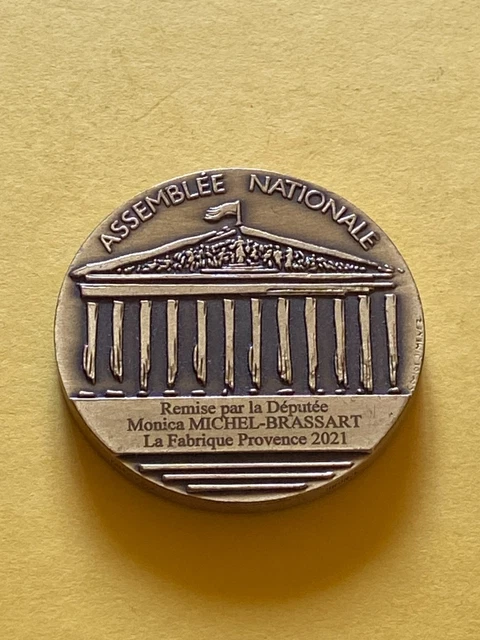 ASSEMBLÉE NATIONALE
Remise par la Députée
Monica MICHEL-BRASSART
La Fabrique Provence 2021